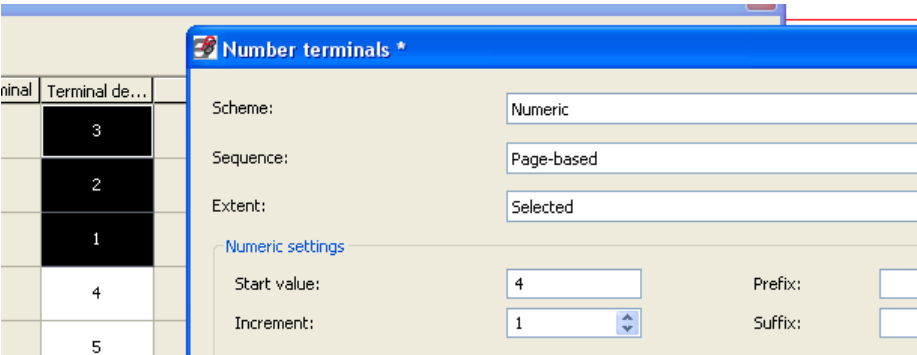 Number terminals *
minal Terminal de...
3
2
1
4
5
Scheme: Numeric
Sequence: Page-based
Extent: Selected
Numeric settings
Start value: 4 Prefix:
Increment: 1 Suffix: